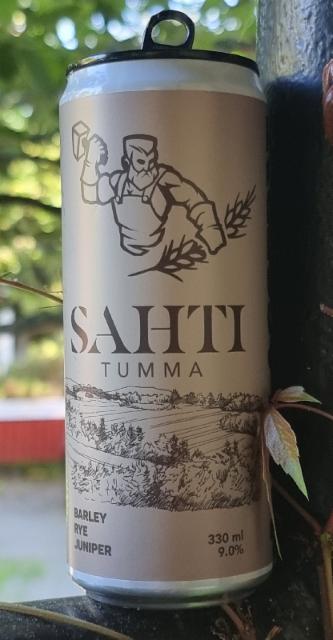 SAHTI
TUMMA
BARLEY
RYE
JUNIPER
330 ml
9.0%